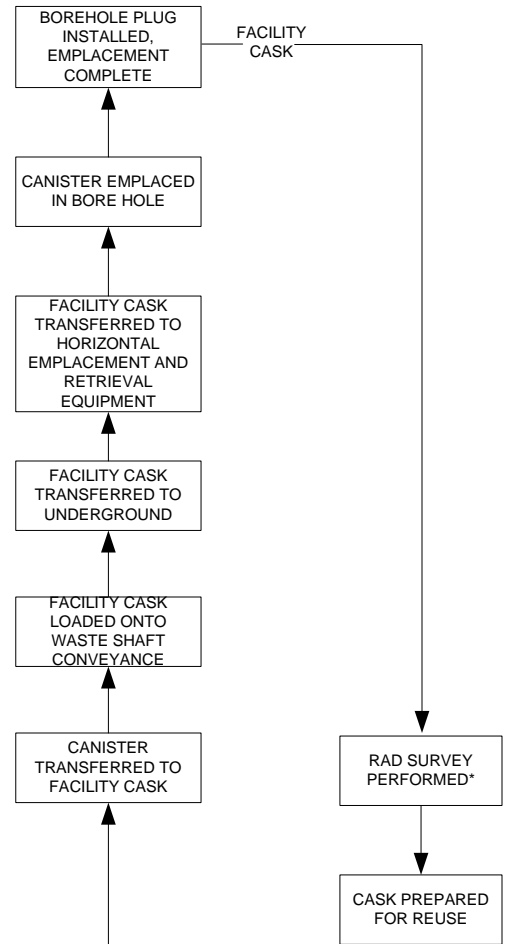 BOREHOLE PLUG
INSTALLED,
EMPLACEMENT
COMPLETE
FACILITY
CASK
CANISTER EMPLACED
IN BORE HOLE
FACILITY CASK
TRANSFERRED TO
HORIZONTAL
EMPLACEMENT AND
RETRIEVAL
EQUIPMENT
FACILITY CASK
TRANSFERRED TO
UNDERGROUND
FACILITY CASK
LOADED ONTO
WASTE SHAFT
CONVEYANCE
CANISTER
TRANSFERRED TO
FACILITY CASK
RAD SURVEY
PERFORMED*
CASK PREPARED
FOR REUSE